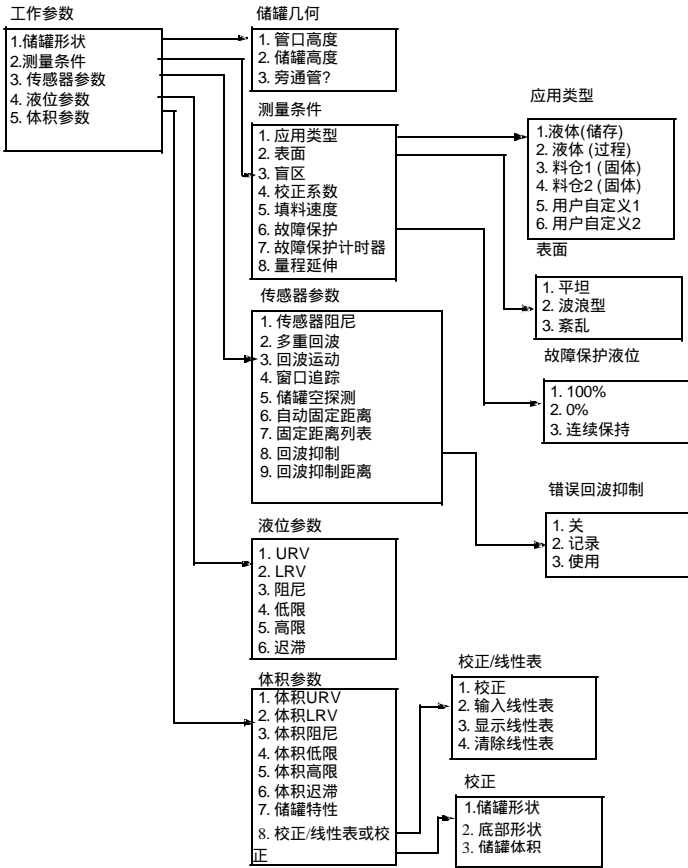 工作参数
1.储罐形状
2.测量条件
3. 传感器参数
4. 液位参数
5. 体积参数
储罐几何
1. 管口高度
2. 储罐高度
3. 旁通管?
测量条件
1. 应用类型
2. 表面
3. 盲区
4. 校正系数
5. 填料速度
6. 故障保护
7. 故障保护计时器
8. 量程延伸
应用类型
1.液体(储存)
2. 液体 (过程)
3. 料仓1 (固体)
4. 料仓2 (固体)
5. 用户自定义1
6. 用户自定义2
表面
1. 平坦
2. 波浪型
3. 紊乱
故障保护液位
1. 100%
2. 0%
3. 连续保持
传感器参数
1. 传感器阻尼
2. 多重回波
3. 回波运动
4. 窗口追踪
5. 储罐空探测
6. 自动固定距离
7. 固定距离列表
8. 回波抑制
9. 回波抑制距离
错误回波抑制
1. 关
2. 记录
3. 使用
液位参数
1. URV
2. LRV
3. 阻尼
4. 低限
5. 高限
6. 迟滞
体积参数
1. 体积URV
2. 体积LRV
3. 体积阻尼
4. 体积低限
5. 体积高限
6. 体积迟滞
7. 储罐特性
8. 校正/线性表或校
正
校正/线性表
1. 校正
2. 输入线性表
3. 显示线性表
4. 清除线性表
校正
1.储罐形状
2. 底部形状
3. 储罐体积